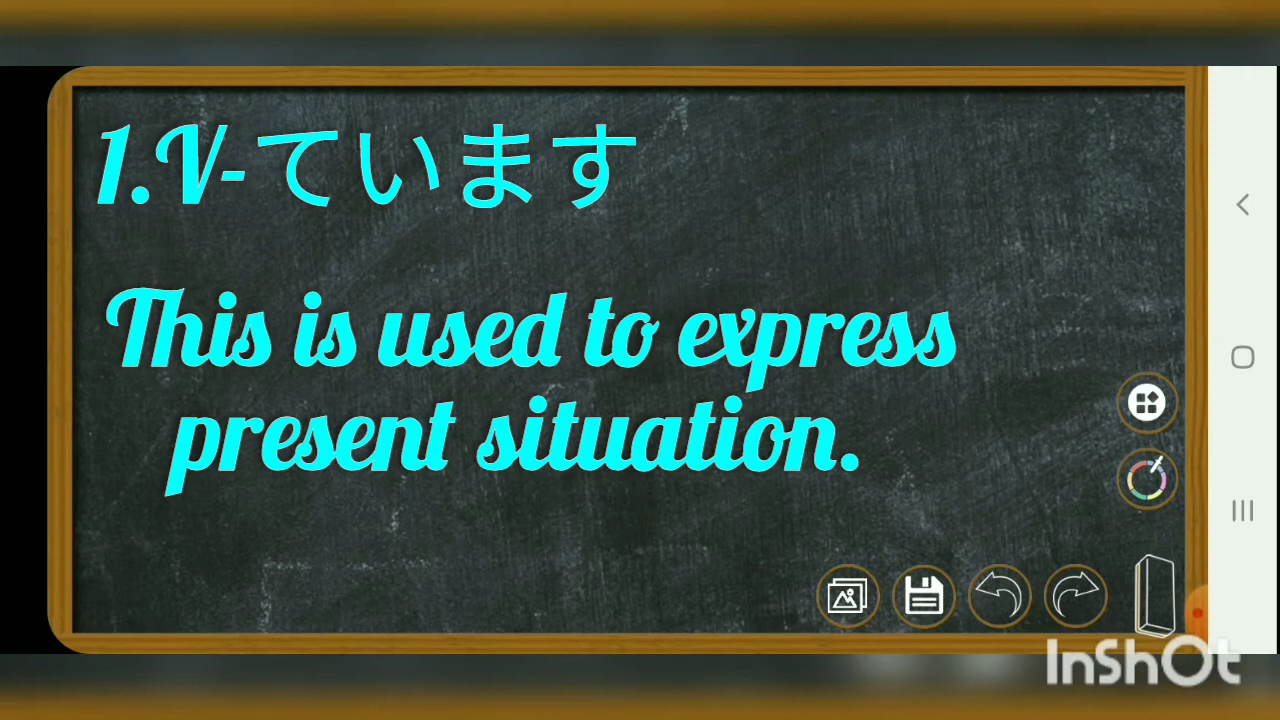 1.V-ています
This is used to express
present situation.
InShOt